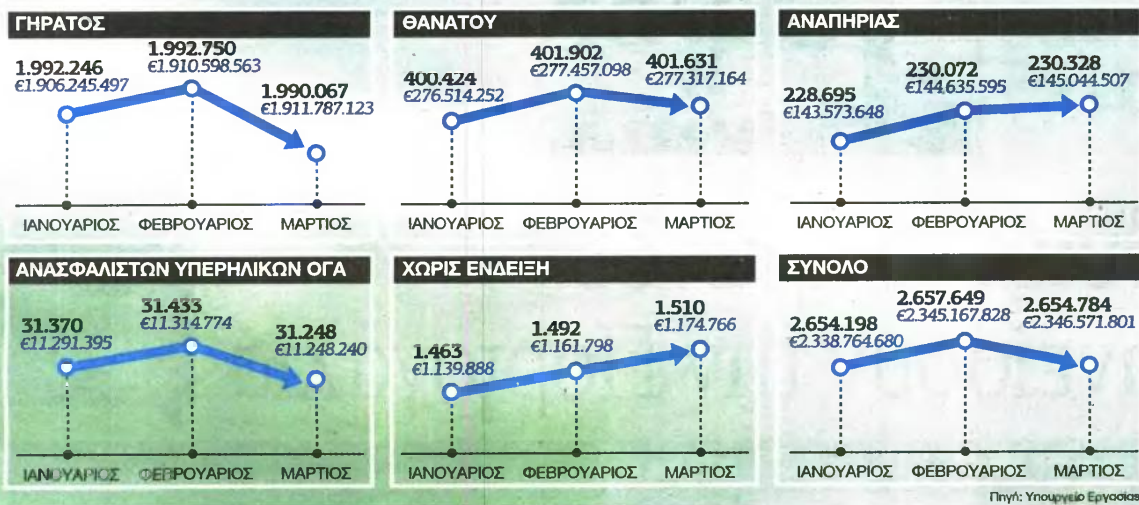 ΓΗΡΑΤΟΣ
1.992.246
€1.906.245.497
1.992.750
€1.910.598.563
1.990.067
€1.911.787.123
ΙΑΝΟΥΑΡΙΟΣ ΦΕΒΡΟΥΑΡΙΟΣ ΜΑΡΤΙΟΣ
ΘΑΝΑΤΟΥ
400.424
€276.514.252
401.902
€277.457.098
401.631
€277.317.164
ΙΑΝΟΥΑΡΙΟΣ ΦΕΒΡΟΥΑΡΙΟΣ ΜΑΡΤΙΟΣ
ΑΝΑΠΗΡΙΑΣ
228.695
€143.573.648
230.072
€144.635.595
230.328
€145.044.507
ΙΑΝΟΥΑΡΙΟΣ ΦΕΒΡΟΥΑΡΙΟΣ ΜΑΡΤΙΟΣ
ΑΝΑΣΦΑΛΙΣΤΩΝ ΥΠΕΡΗΛΙΚΩΝ ΟΓΑ
31.370
€11.291.395
31.433
€11.314.774
31.248
€11.248.240
ΙΑΝΟΥΑΡΙΟΣ ΦΕΒΡΟΥΑΡΙΟΣ ΜΑΡΤΙΟΣ
ΧΩΡΙΣ ΕΝΔΕΙΞΗ
1.463
€1.139.888
1.492
€1.161.798
1.510
€1.174.766
ΙΑΝΟΥΑΡΙΟΣ ΦΕΒΡΟΥΑΡΙΟΣ ΜΑΡΤΙΟΣ
ΣΥΝΟΛΟ
2.654.198
€2.338.764.680
2.657.649
€2.345.167.828
2.654.784
€2.346.571.801
ΙΑΝΟΥΑΡΙΟΣ ΦΕΒΡΟΥΑΡΙΟΣ ΜΑΡΤΙΟΣ
Πηγή: Υπουργείο Εργασίας